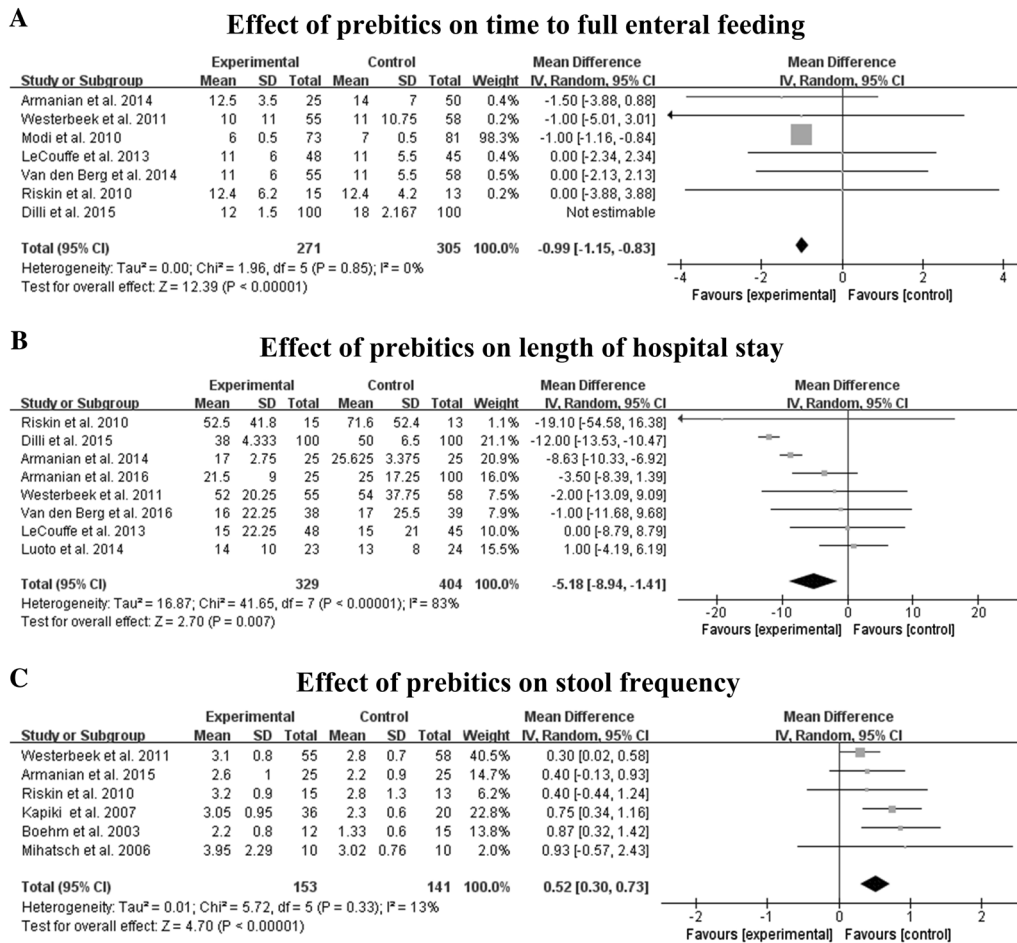 A
Effect of prebitics on time to full enteral feeding
Experimental Control Mean Difference Mean Difference
Study or Subgroup Mean SD Total Mean SD Total Weight IV, Random, 95% CI IV, Random, 95% CI
Armanian et al. 2014 12.5 3.5 25 14 7 50 0.4% -1.50 [-3.88, 0.88]
Westerbeek et al. 2011 10 11 55 11 10.75 58 0.2% -1.00 [-5.01, 3.01]
Modi et al. 2010 6 0.5 73 7 0.5 81 98.3% -1.00 [-1.16, -0.84]
LeCouffe et al. 2013 11 6 48 11 5.5 45 0.4% 0.00 [-2.34, 2.34]
Van den Berg et al. 2014 11 6 55 11 5.5 58 0.5% 0.00 [-2.13, 2.13]
Riskin et al. 2010 12.4 6.2 15 12.4 4.2 13 0.2% 0.00 [-3.88, 3.88]
Dilli et al. 2015 12 1.5 100 18 2.167 100 Not estimable
Total (95% CI) 271 305 100.0% -0.99 [-1.15, -0.83]
Heterogeneity: Tau² = 0.00; Chi² = 1.96, df = 5 (P = 0.85); I² = 0%
Test for overall effect: Z = 12.39 (P < 0.00001)
-4 -2 0 2 4
Favours [experimental] Favours [control]
B
Effect of prebitics on length of hospital stay
Experimental Control Mean Difference Mean Difference
Study or Subgroup Mean SD Total Mean SD Total Weight IV, Random, 95% CI IV, Random, 95% CI
Riskin et al. 2010 52.5 41.8 15 71.6 52.4 13 1.1% -19.10 [-54.58, 16.38]
Dilli et al. 2015 38 4.333 100 50 6.5 100 21.1% -12.00 [-13.53, -10.47]
Armanian et al. 2014 17 2.75 25 25.625 3.375 25 20.9% -8.63 [-10.33, -6.92]
Armanian et al. 2016 21.5 9 25 25 17.25 100 16.0% -3.50 [-8.39, 1.39]
Westerbeek et al. 2011 52 20.25 55 54 37.75 58 7.5% -2.00 [-13.09, 9.09]
Van den Berg et al. 2016 16 22.25 38 17 25.5 39 7.9% -1.00 [-11.68, 9.68]
LeCouffe et al. 2013 15 22.25 48 15 21 45 10.0% 0.00 [-8.79, 8.79]
Luoto et al. 2014 14 10 23 13 8 24 15.5% 1.00 [-4.19, 6.19]
Total (95% CI) 329 404 100.0% -5.18 [-8.94, -1.41]
Heterogeneity: Tau² = 16.87; Chi² = 41.65, df = 7 (P < 0.00001); I² = 83%
Test for overall effect: Z = 2.70 (P = 0.007)
-20 -10 0 10 20
Favours [experimental] Favours [control]
C
Effect of prebitics on stool frequency
Experimental Control Mean Difference Mean Difference
Study or Subgroup Mean SD Total Mean SD Total Weight IV, Random, 95% CI IV, Random, 95% CI
Westerbeek et al. 2011 3.1 0.8 55 2.8 0.7 58 40.5% 0.30 [0.02, 0.58]
Armanian et al. 2015 2.6 1 25 2.2 0.9 25 14.7% 0.40 [-0.13, 0.93]
Riskin et al. 2010 3.2 0.9 15 2.8 1.3 13 6.2% 0.40 [-0.44, 1.24]
Kapiki et al. 2007 3.05 0.95 36 2.3 0.6 20 22.8% 0.75 [0.34, 1.16]
Boehm et al. 2003 2.2 0.8 12 1.33 0.6 15 13.8% 0.87 [0.32, 1.42]
Mihatsch et al. 2006 3.95 2.29 10 3.02 0.76 10 2.0% 0.93 [-0.57, 2.43]
Total (95% CI) 153 141 100.0% 0.52 [0.30, 0.73]
Heterogeneity: Tau² = 0.01; Chi² = 5.72, df = 5 (P = 0.33); I² = 13%
Test for overall effect: Z = 4.70 (P < 0.00001)
-2 -1 0 1 2
Favours [experimental] Favours [control]